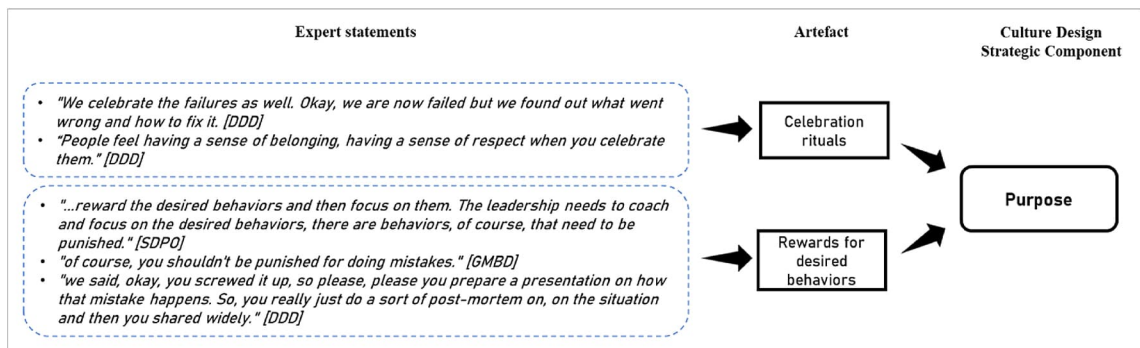 Expert statements
Artefact
Culture Design
Strategic Component
• "We celebrate the failures as well. Okay, we are now failed but we found out what went
wrong and how to fix it. [DDD]
• “People feel having a sense of belonging, having a sense of respect when you celebrate
them.” [DDD]
Celebration
rituals
• "...reward the desired behaviors and then focus on them. The leadership needs to coach
and focus on the desired behaviors, there are behaviors, of course, that need to be
punished." [SDPO]
• "of course, you shouldn't be punished for doing mistakes." [GMBD]
• "we said, okay, you screwed it up, so please, please you prepare a presentation on how
that mistake happens. So, you really just do a sort of post-mortem on, on the situation
and then you shared widely." [DDD]
Rewards for
desired
behaviors
Purpose